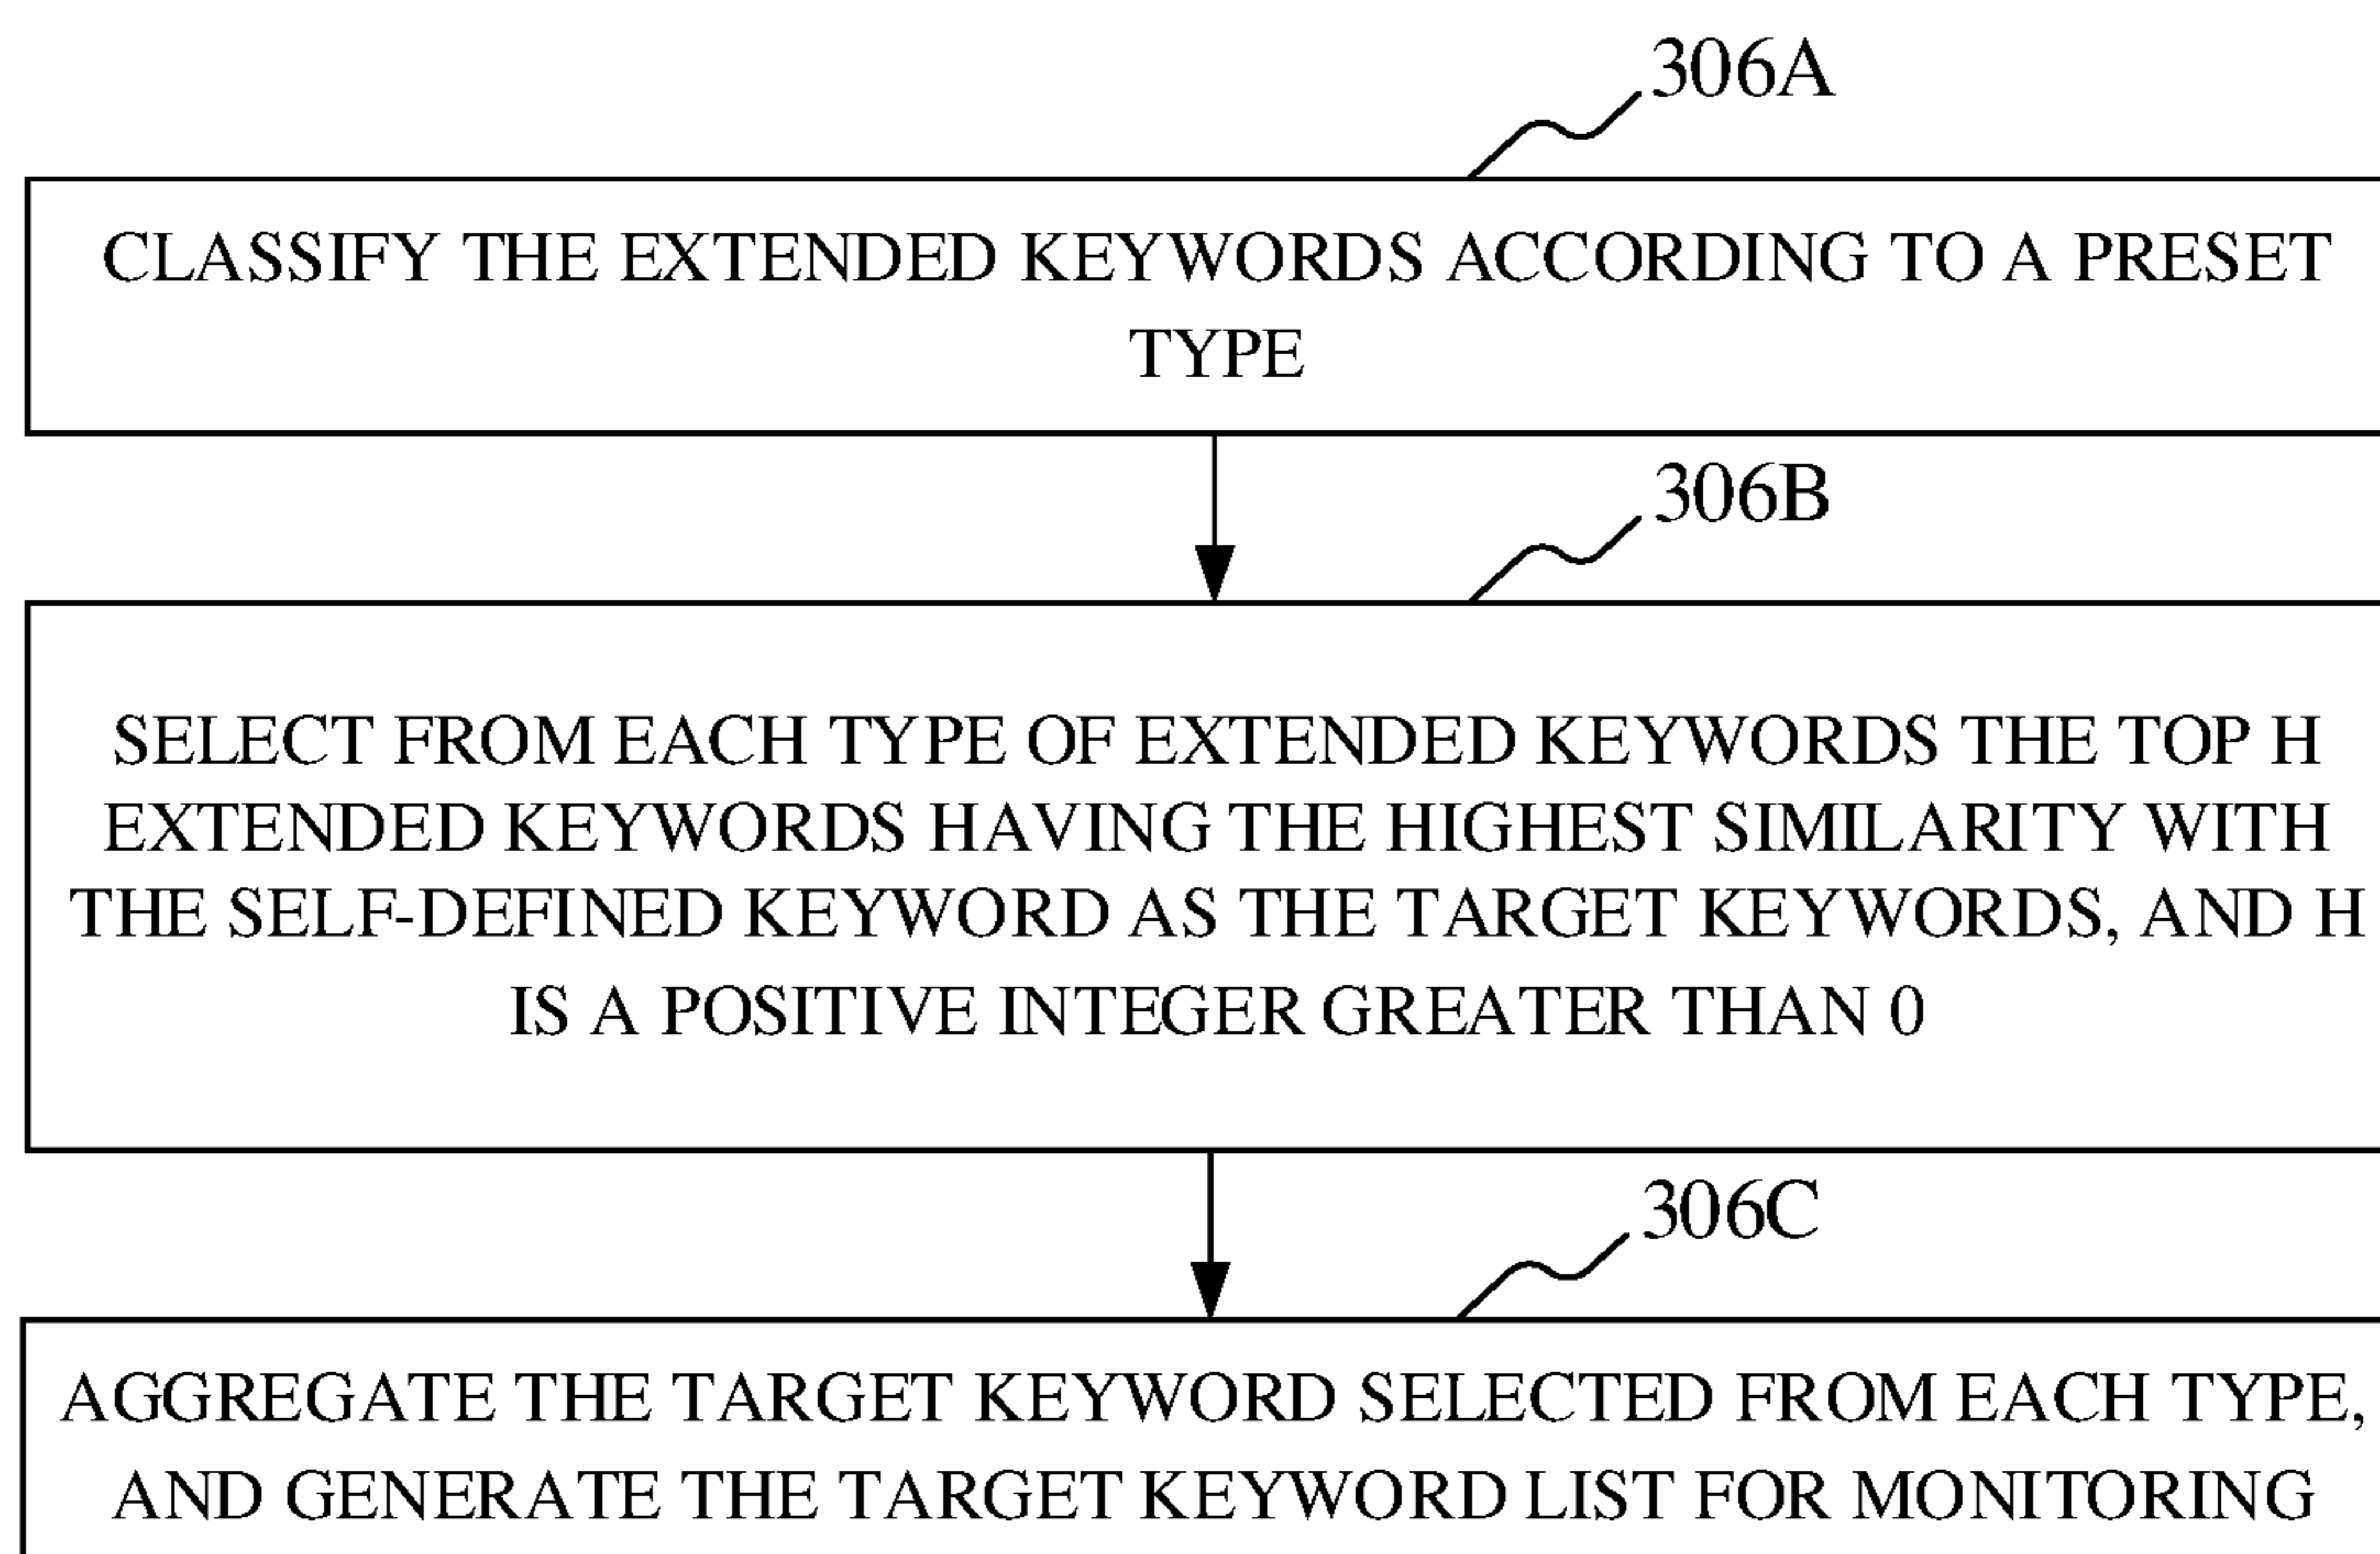 306A
CLASSIFY THE EXTENDED KEYWORDS ACCORDING TO A PRESET
TYPE
306B
SELECT FROM EACH TYPE OF EXTENDED KEYWORDS THE TOP H
EXTENDED KEYWORDS HAVING THE HIGHEST SIMILARITY WITH
THE SELF-DEFINED KEYWORD AS THE TARGET KEYWORDS, AND H
IS A POSITIVE INTEGER GREATER THAN 0
306C
AGGREGATE THE TARGET KEYWORD SELECTED FROM EACH TYPE,
AND GENERATE THE TARGET KEYWORD LIST FOR MONITORING